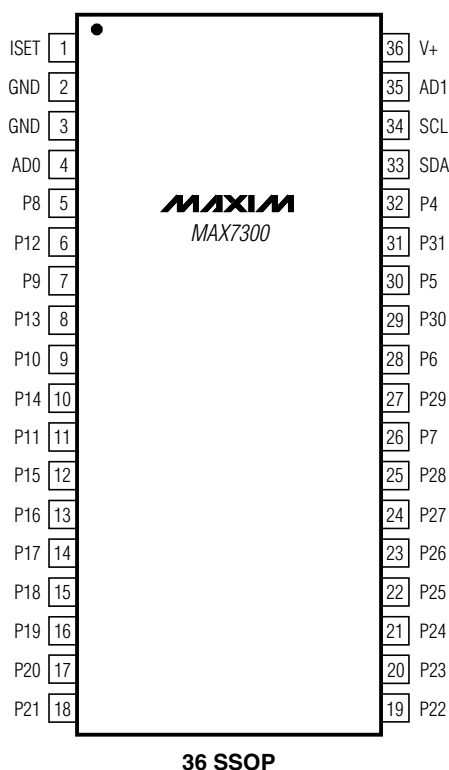 ISET 1 36 V+
GND 2 35 AD1
GND 3 34 SCL
AD0 4 33 SDA
P8 5 MAXIM 32 P4
P12 6 MAX7300 31 P31
P9 7 30 P5
P13 8 29 P30
P10 9 28 P6
P14 10 27 P29
P11 11 26 P7
P15 12 25 P28
P16 13 24 P27
P17 14 23 P26
P18 15 22 P25
P19 16 21 P24
P20 17 20 P23
P21 18 19 P22
36 SSOP